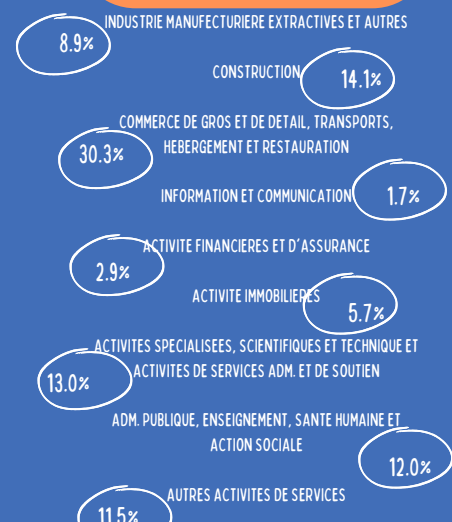 INDUSTRIE MANUFECTURIERE EXTRACTIVES ET AUTRES
8.9%
CONSTRUCTION
14.1%
COMMERCE DE GROS ET DE DETAIL, TRANSPORTS,
HEBERGEMENT ET RESTAURATION
30.3%
INFORMATION ET COMMUNICATION
1.7%
ACTIVITE FINANCIERES ET D'ASSURANCE
2.9%
ACTIVITE IMMOBILIERES
5.7%
ACTIVITES SPECIALISEES, SCIENTIFIQUES ET TECHNIQUE ET
ACTIVITES DE SERVICES ADM. ET DE SOUTIEN
13.0%
ADM. PUBLIQUE, ENSEIGNEMENT, SANTE HUMAINE ET
ACTION SOCIALE
12.0%
AUTRES ACTIVITES DE SERVICES
11.5%